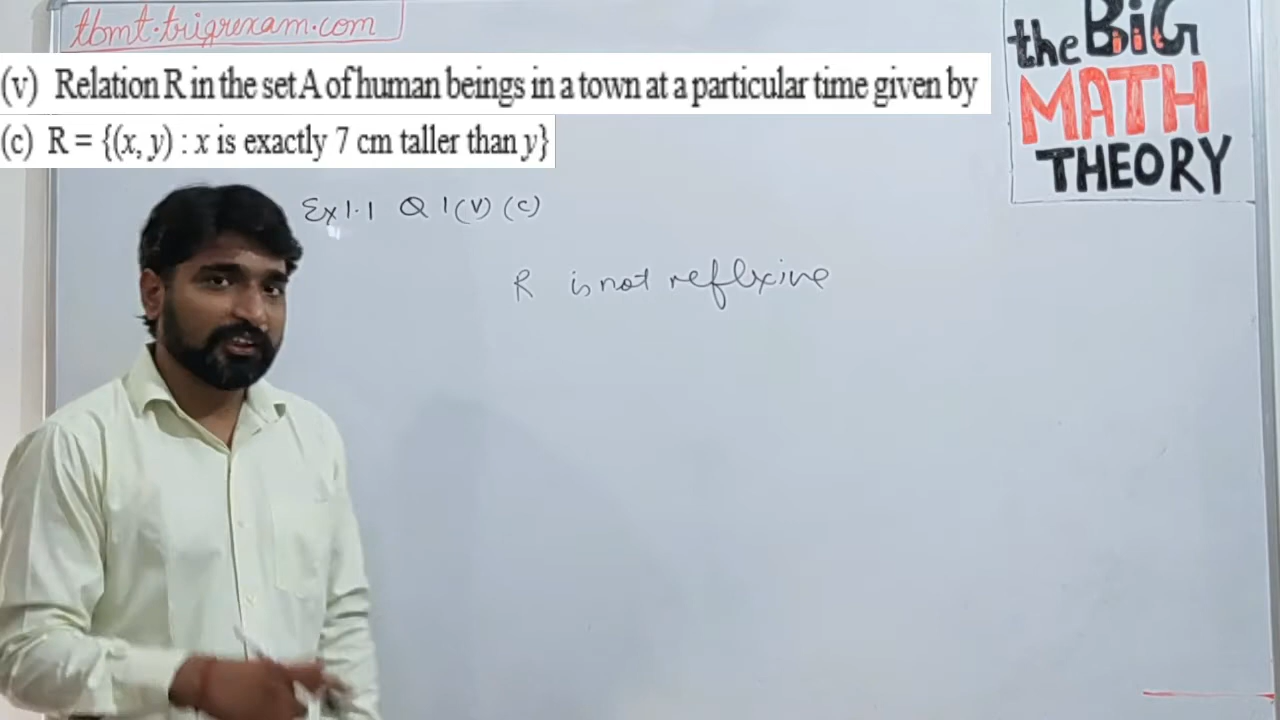 tbmt.trigrexam.com
the BiG
MATH
THEORY
(v) Relation R in the set A of human beings in a town at a particular time given by
(c) R = {(x, y) : x is exactly 7 cm taller than y}
Ex 1.1 Q 1 (v) (c)
R is not reflexive